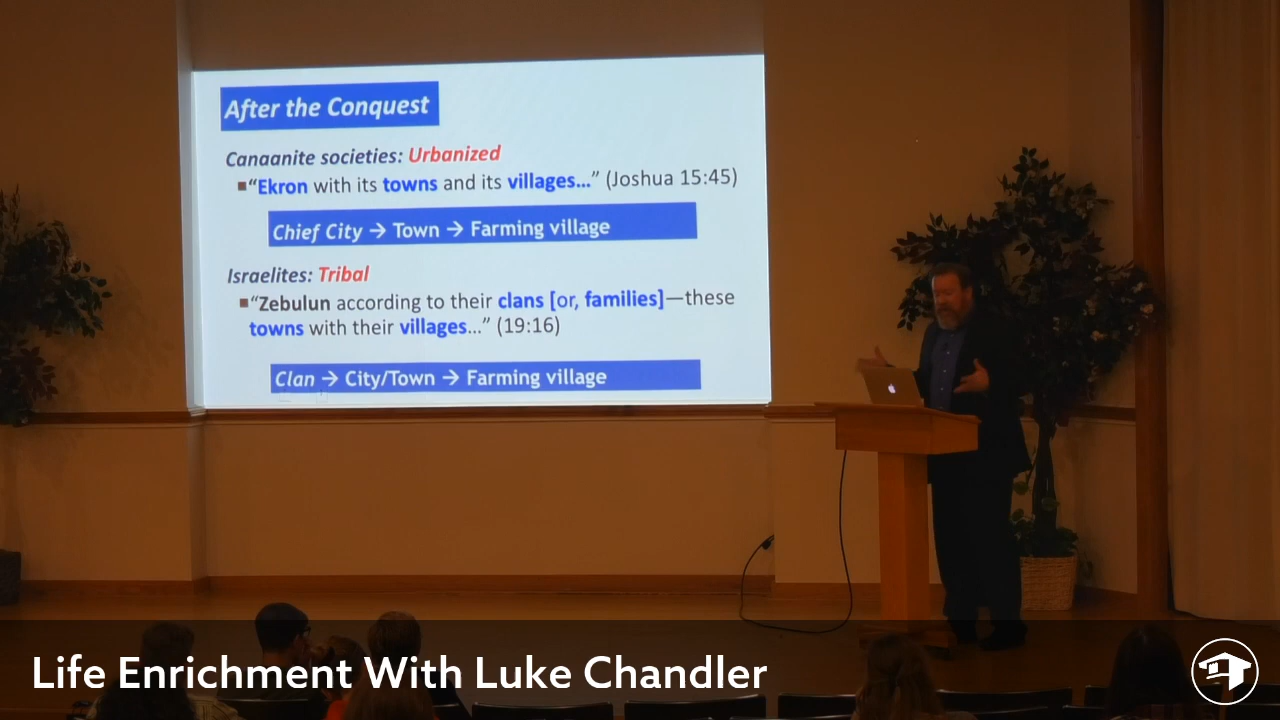 After the Conquest
Canaanite societies: Urbanized
▪“Ekron with its towns and its villages…” (Joshua 15:45)
Chief City → Town → Farming village
Israelites: Tribal
▪“Zebulun according to their clans [or, families]—these
towns with their villages…” (19:16)
Clan → City/Town → Farming village
Life Enrichment With Luke Chandler